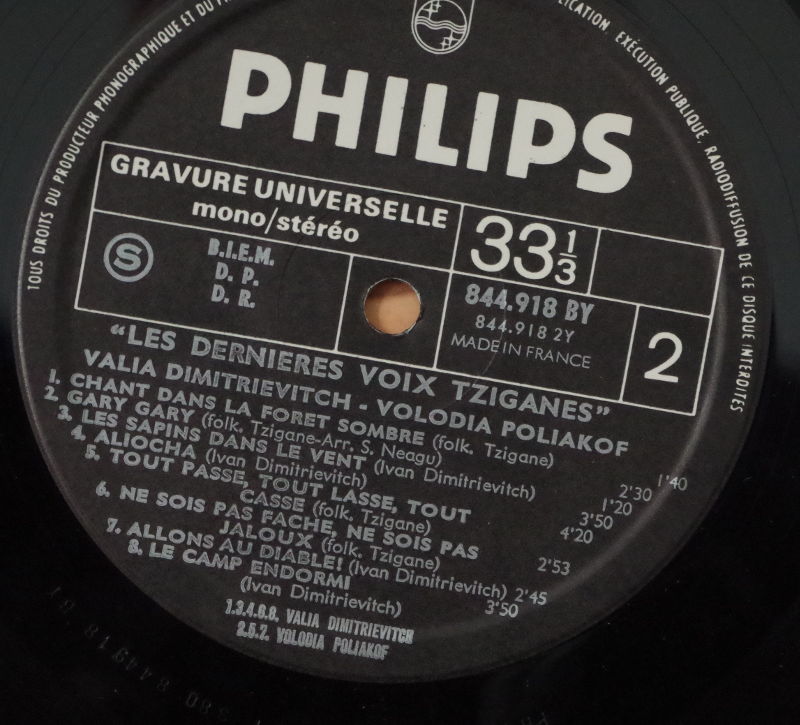 TOUS DROITS DU PRODUCTEUR PHONOGRAPHIQUE ET DU
EXÉCUTION PUBLIQUE, RADIODIFFUSION DE CE DISQUE INTERDITES
PHILIPS
GRAVURE UNIVERSELLE
mono/stéréo
33 1/3
S
B.I.E.M.
D. P.
D. R.
844.918 BY
844.918 2Y
MADE IN FRANCE
2
"LES DERNIERES VOIX TZIGANES"
VALIA DIMITRIEVITCH - VOLODIA POLIAKOF
1. CHANT DANS LA FORET SOMBRE (folk. Tzigane) 1'40
2. GARY GARY (folk. Tzigane-Arr. S. Neagu) 2'30
3. LES SAPINS DANS LE VENT (Ivan Dimitrievitch) 1'20
4. ALIOCHA (Ivan Dimitrievitch) 3'50
5. TOUT PASSE, TOUT LASSE, TOUT
CASSE (folk. Tzigane) 4'20
6. NE SOIS PAS FACHE, NE SOIS PAS
JALOUX (folk. Tzigane) 2'53
7. ALLONS AU DIABLE! (Ivan Dimitrievitch) 2'45
8. LE CAMP ENDORMI
(Ivan Dimitrievitch) 3'50
1.3.4.6.8. VALIA DIMITRIEVITCH
2.5.7. VOLODIA POLIAKOF